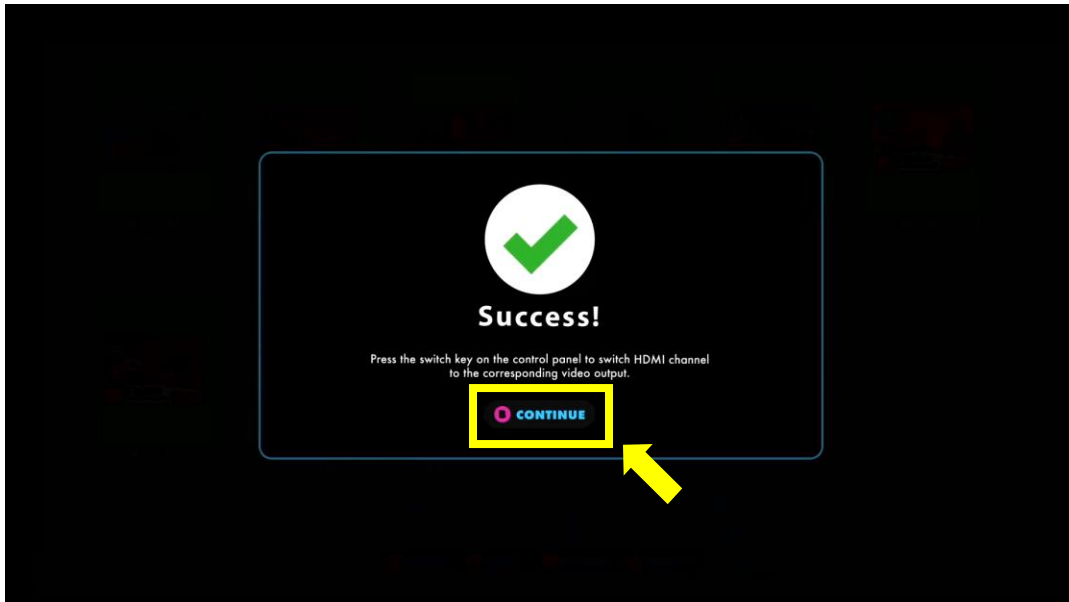 Success!
Press the switch key on the control panel to switch HDMI channel
to the corresponding video output.
CONTINUE